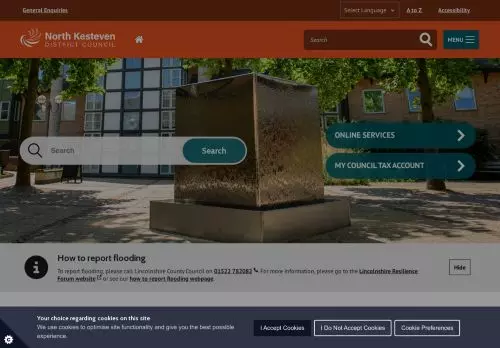 General Enquiries
Select Language
A to Z
Accessibility
North Kesteven
DISTRICT COUNCIL
Search
MENU
ONLINE SERVICES
Search
Search
MY COUNCIL TAX ACCOUNT
How to report flooding
To report flooding, please call Lincolnshire County Council on 01522 782082 . For more information, please go to the Lincolnshire Resilience
Forum website or see our how to report flooding webpage.
Hide
Your choice regarding cookies on this site
We use cookies to optimise site functionality and give you the best possible
experience.
I Accept Cookies
I Do Not Accept Cookies
Cookie Preferences